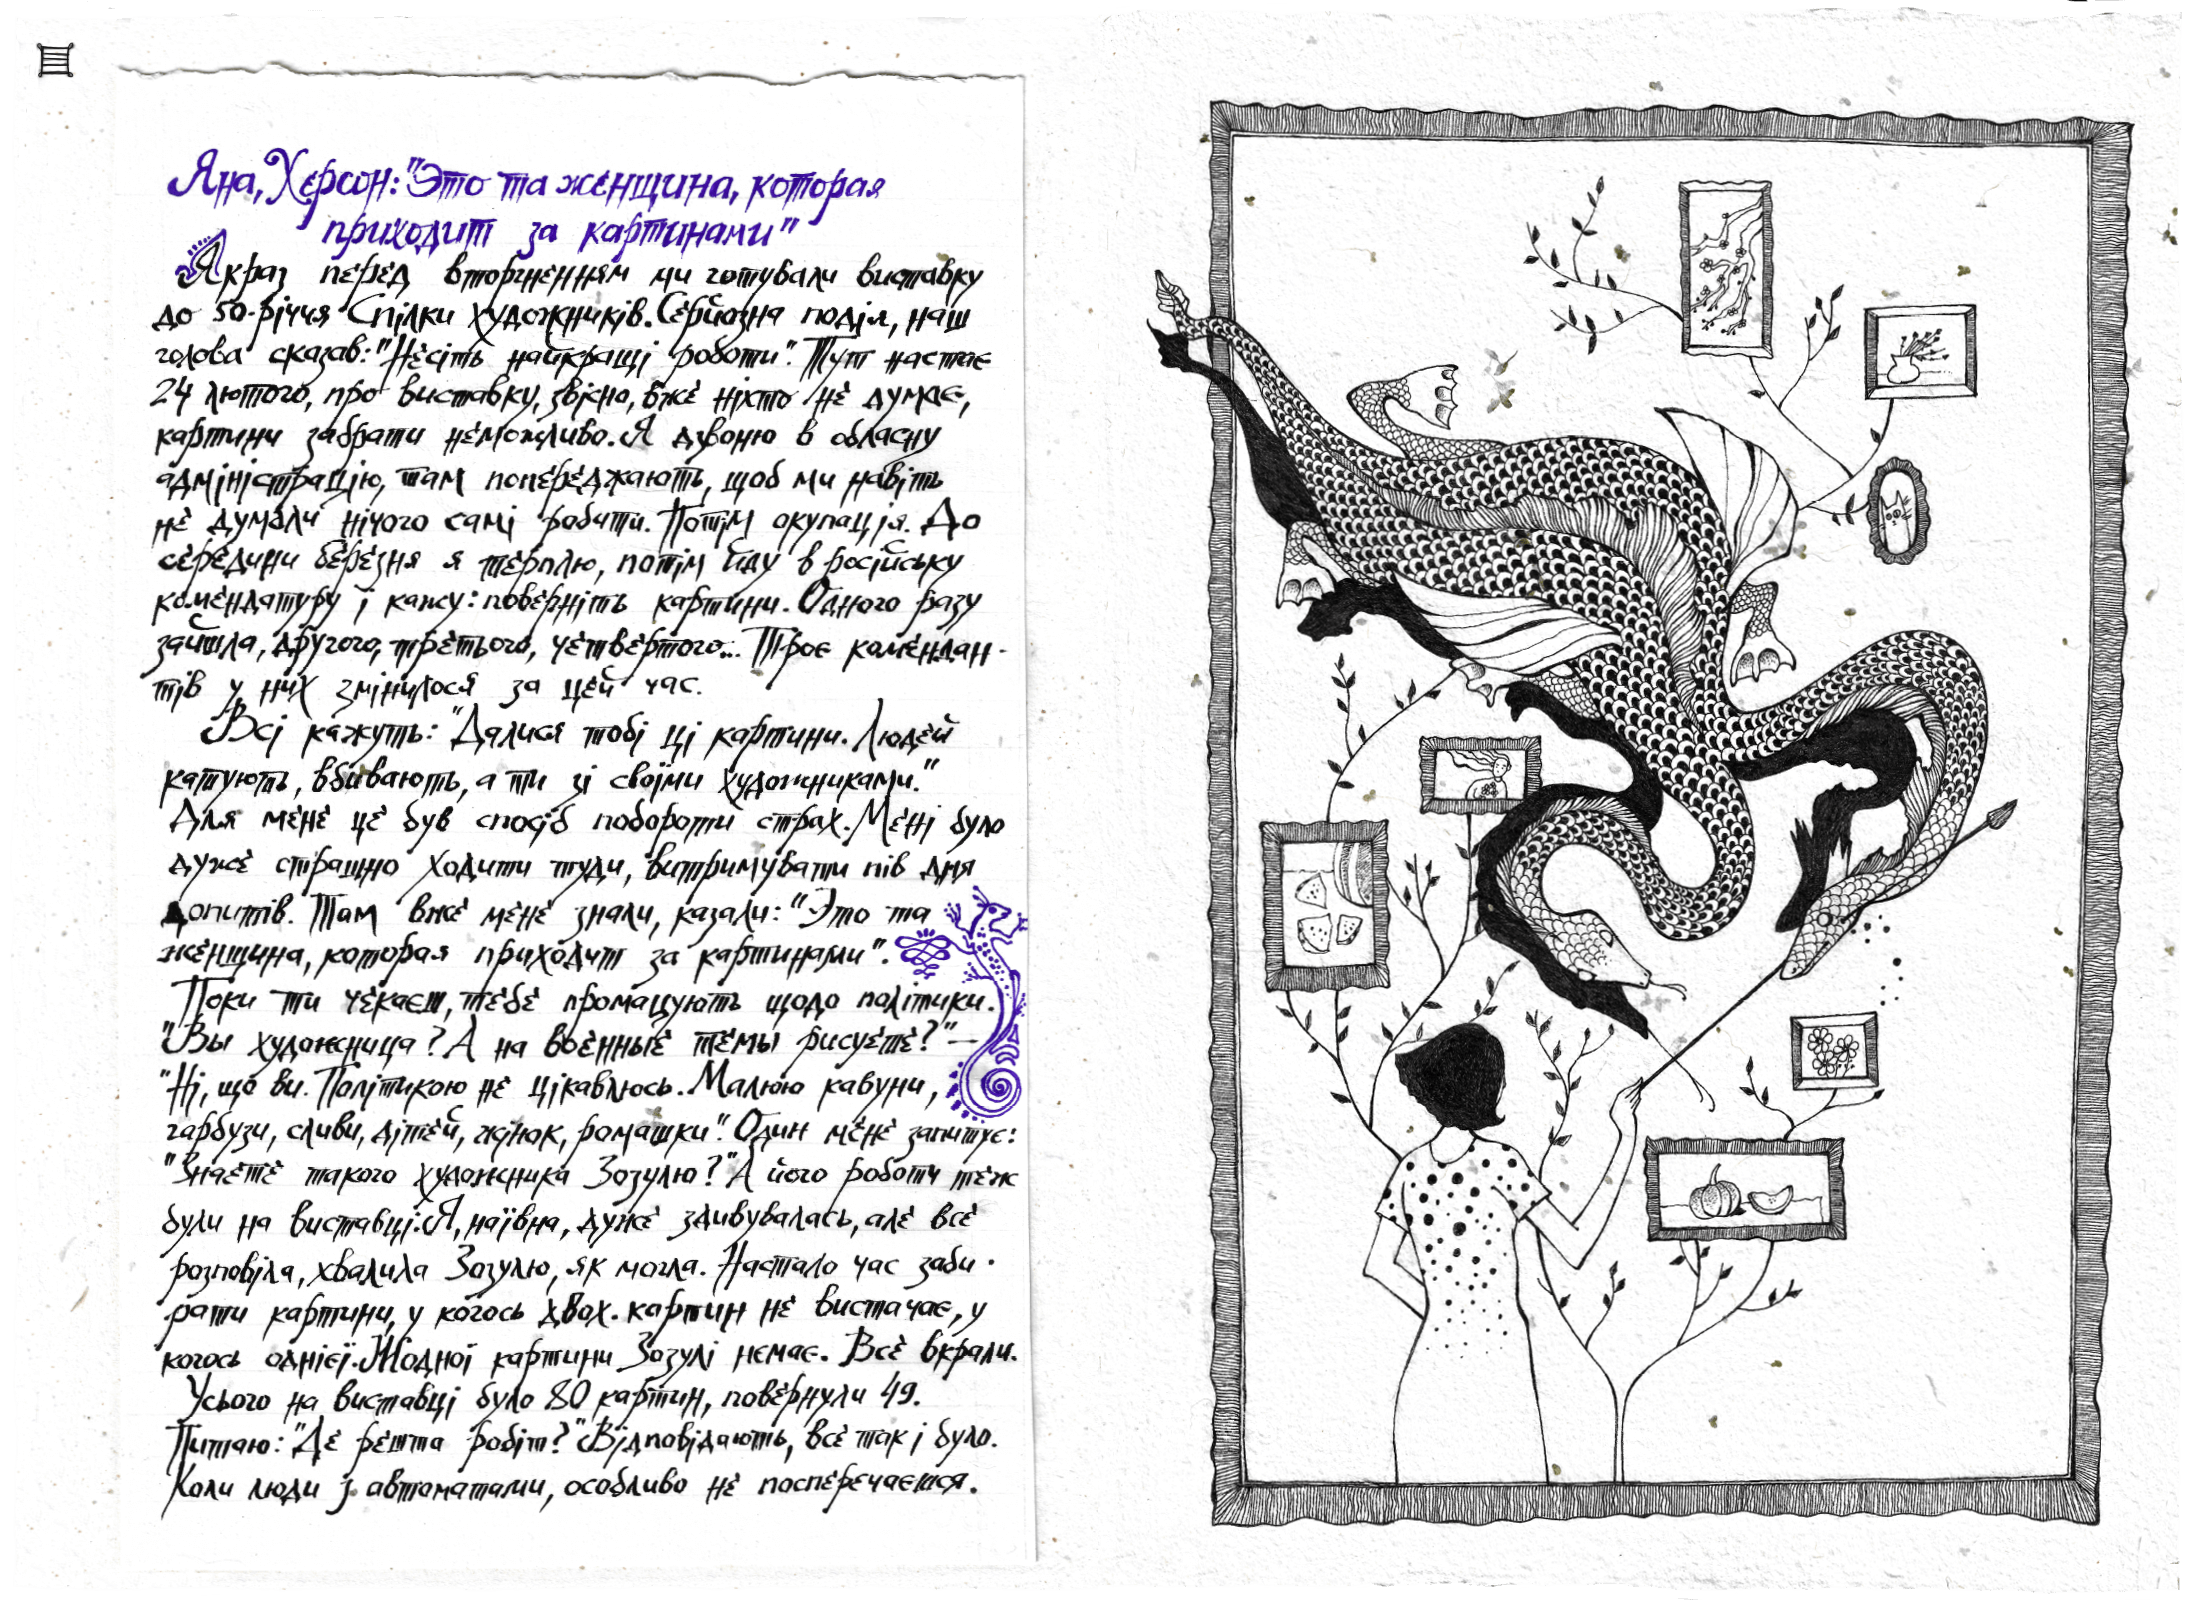 Яна, Херсон: "Это та женщина, которая
приходит за картинами"
Якраз перед вторгненням ми готували виставку
до 50-річчя Спілки художників. Серйозна поділ, наш
голова сказав: "Несіть найкращі роботи". Тут настає
24 лютого, про виставку, звісно, вже ніхто не думає,
картини забрати неможливо. Я дзвоню в обласну
адміністрацію, там попереджають, щоб ми навіть
не думали нічого самі робити. Потім окупація. До
середини березня я терплю, потім йду в російську
комендатуру і кажу: поверніть картини. Одного разу
зайшла, другого, третього, четвертого... Троє комендан-
тів у них змінилося за цей час.
Всі кажуть: "Далися тобі ці картини. Людей
катують, вбивають, а ти зі своїми художниками."
Для мене це був спосіб побороти страх. Мені було
дуже страшно ходити туди, витримувати пів дня
допитів. Там вже мене знали, казали: "Это та
женщина, которая приходит за картинами".
Поки ти чекаєш, тебе промацують щодо політики.
"Вы художница? А на военные темы рисуете?" –
"Ні, що ви. Політикою не цікавлюсь. Малюю кавуни,
гарбузи, сливи, дітей, жінок, ромашки". Один мене запитує:
"Знаете такого художника Зозулю?" А його роботи теж
були на виставці. Я, наївна, дуже здивувалась, але все
розповіла, хвалила Зозулю, як могла. Настало час заби-
рати картини, у когось двох картин не вистачає, у
когось однієї. Жодної картини Зозулі немає. Все вкрали.
Усього на виставці було 80 картин, повернули 49.
Питаю: "Де решта робіт?" Відповідають, все так і було.
Коли люди з автоматами, особливо не посперечаєшся.